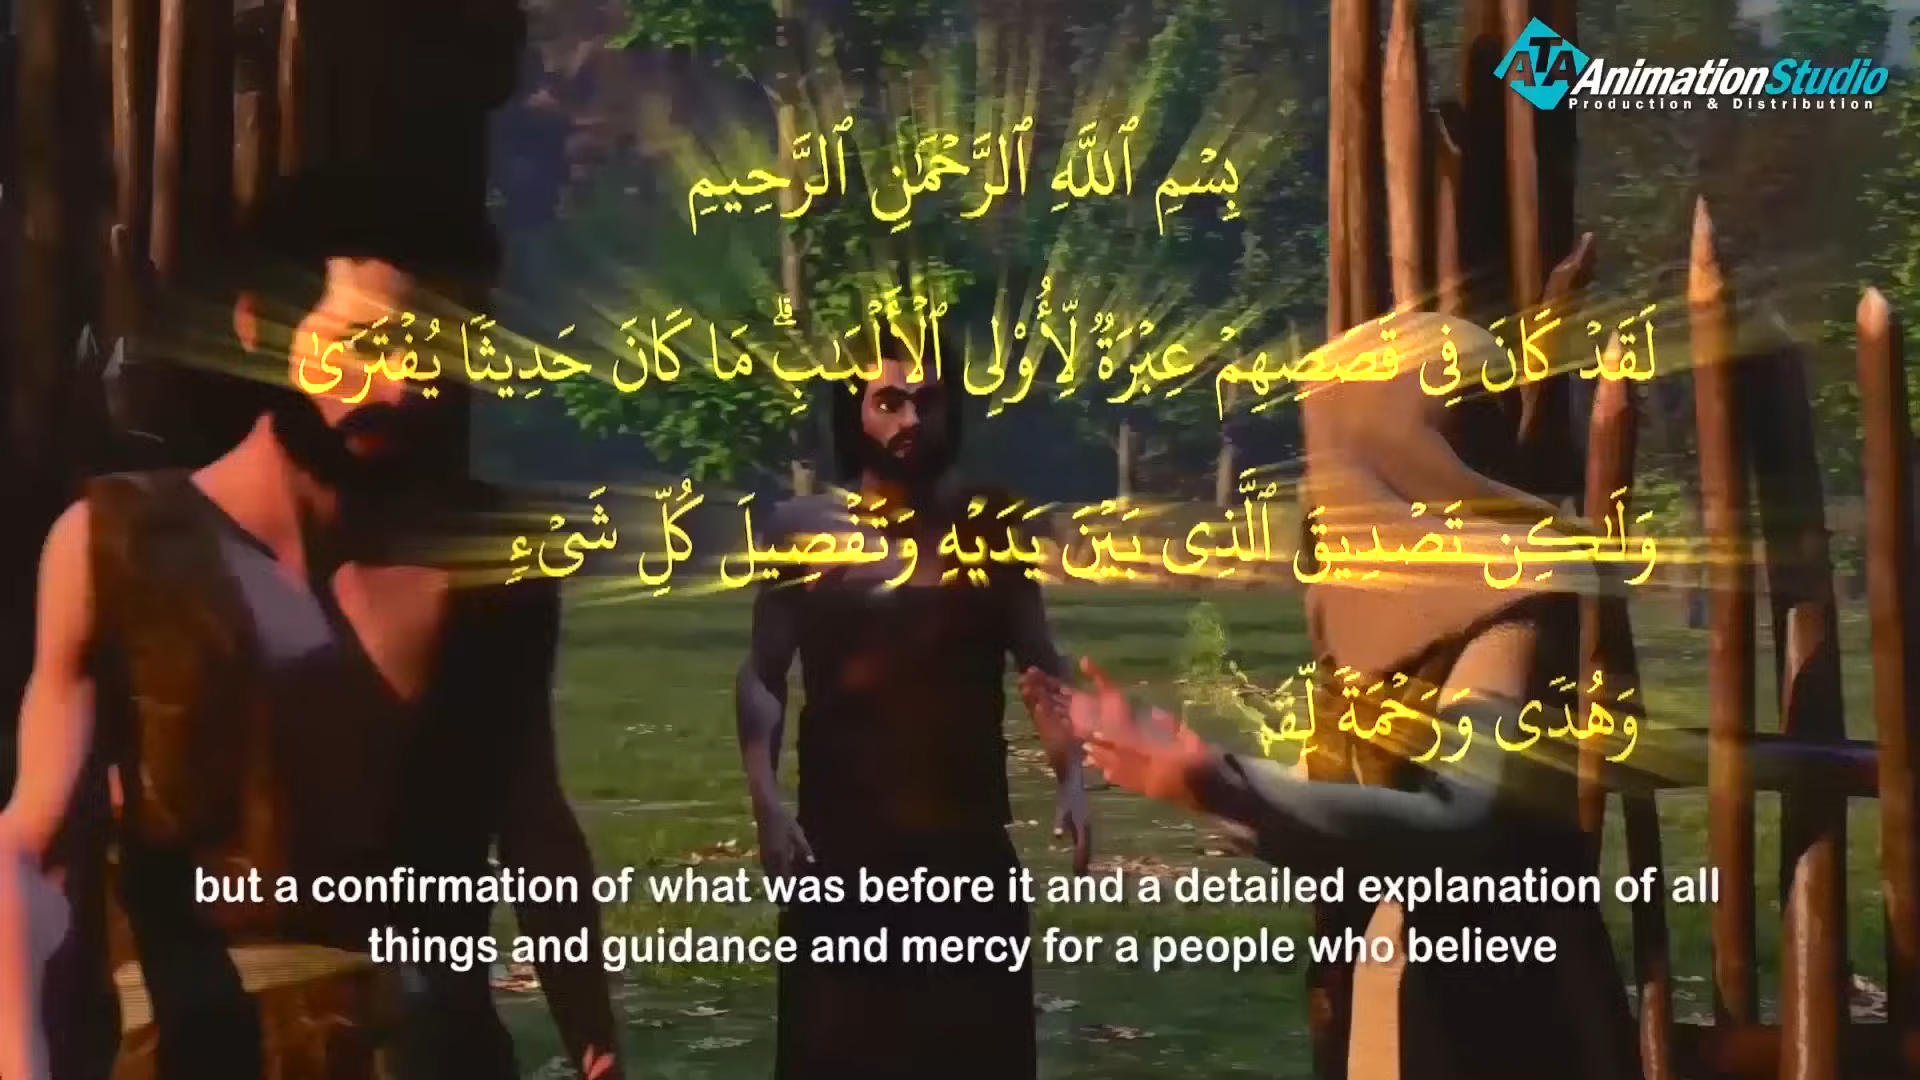 ATA AnimationStudio
Production & Distribution
بِسْمِ ٱللَّهِ ٱلرَّحْمَٰنِ ٱلرَّحِيمِ
لَقَدْ كَانَ فِى قَصَصِهِمْ عِبْرَةٌ لِّأُو۟لِى ٱلْأَلْبَٰبِ ۗ مَا كَانَ حَدِيثًا يُفْتَرَىٰ
وَلَٰكِن تَصْدِيقَ ٱلَّذِى بَيْنَ يَدَيْهِ وَتَفْصِيلَ كُلِّ شَىْءٍ
وَهُدًى وَرَحْمَةً
but a confirmation of what was before it and a detailed explanation of all
things and guidance and mercy for a people who believe